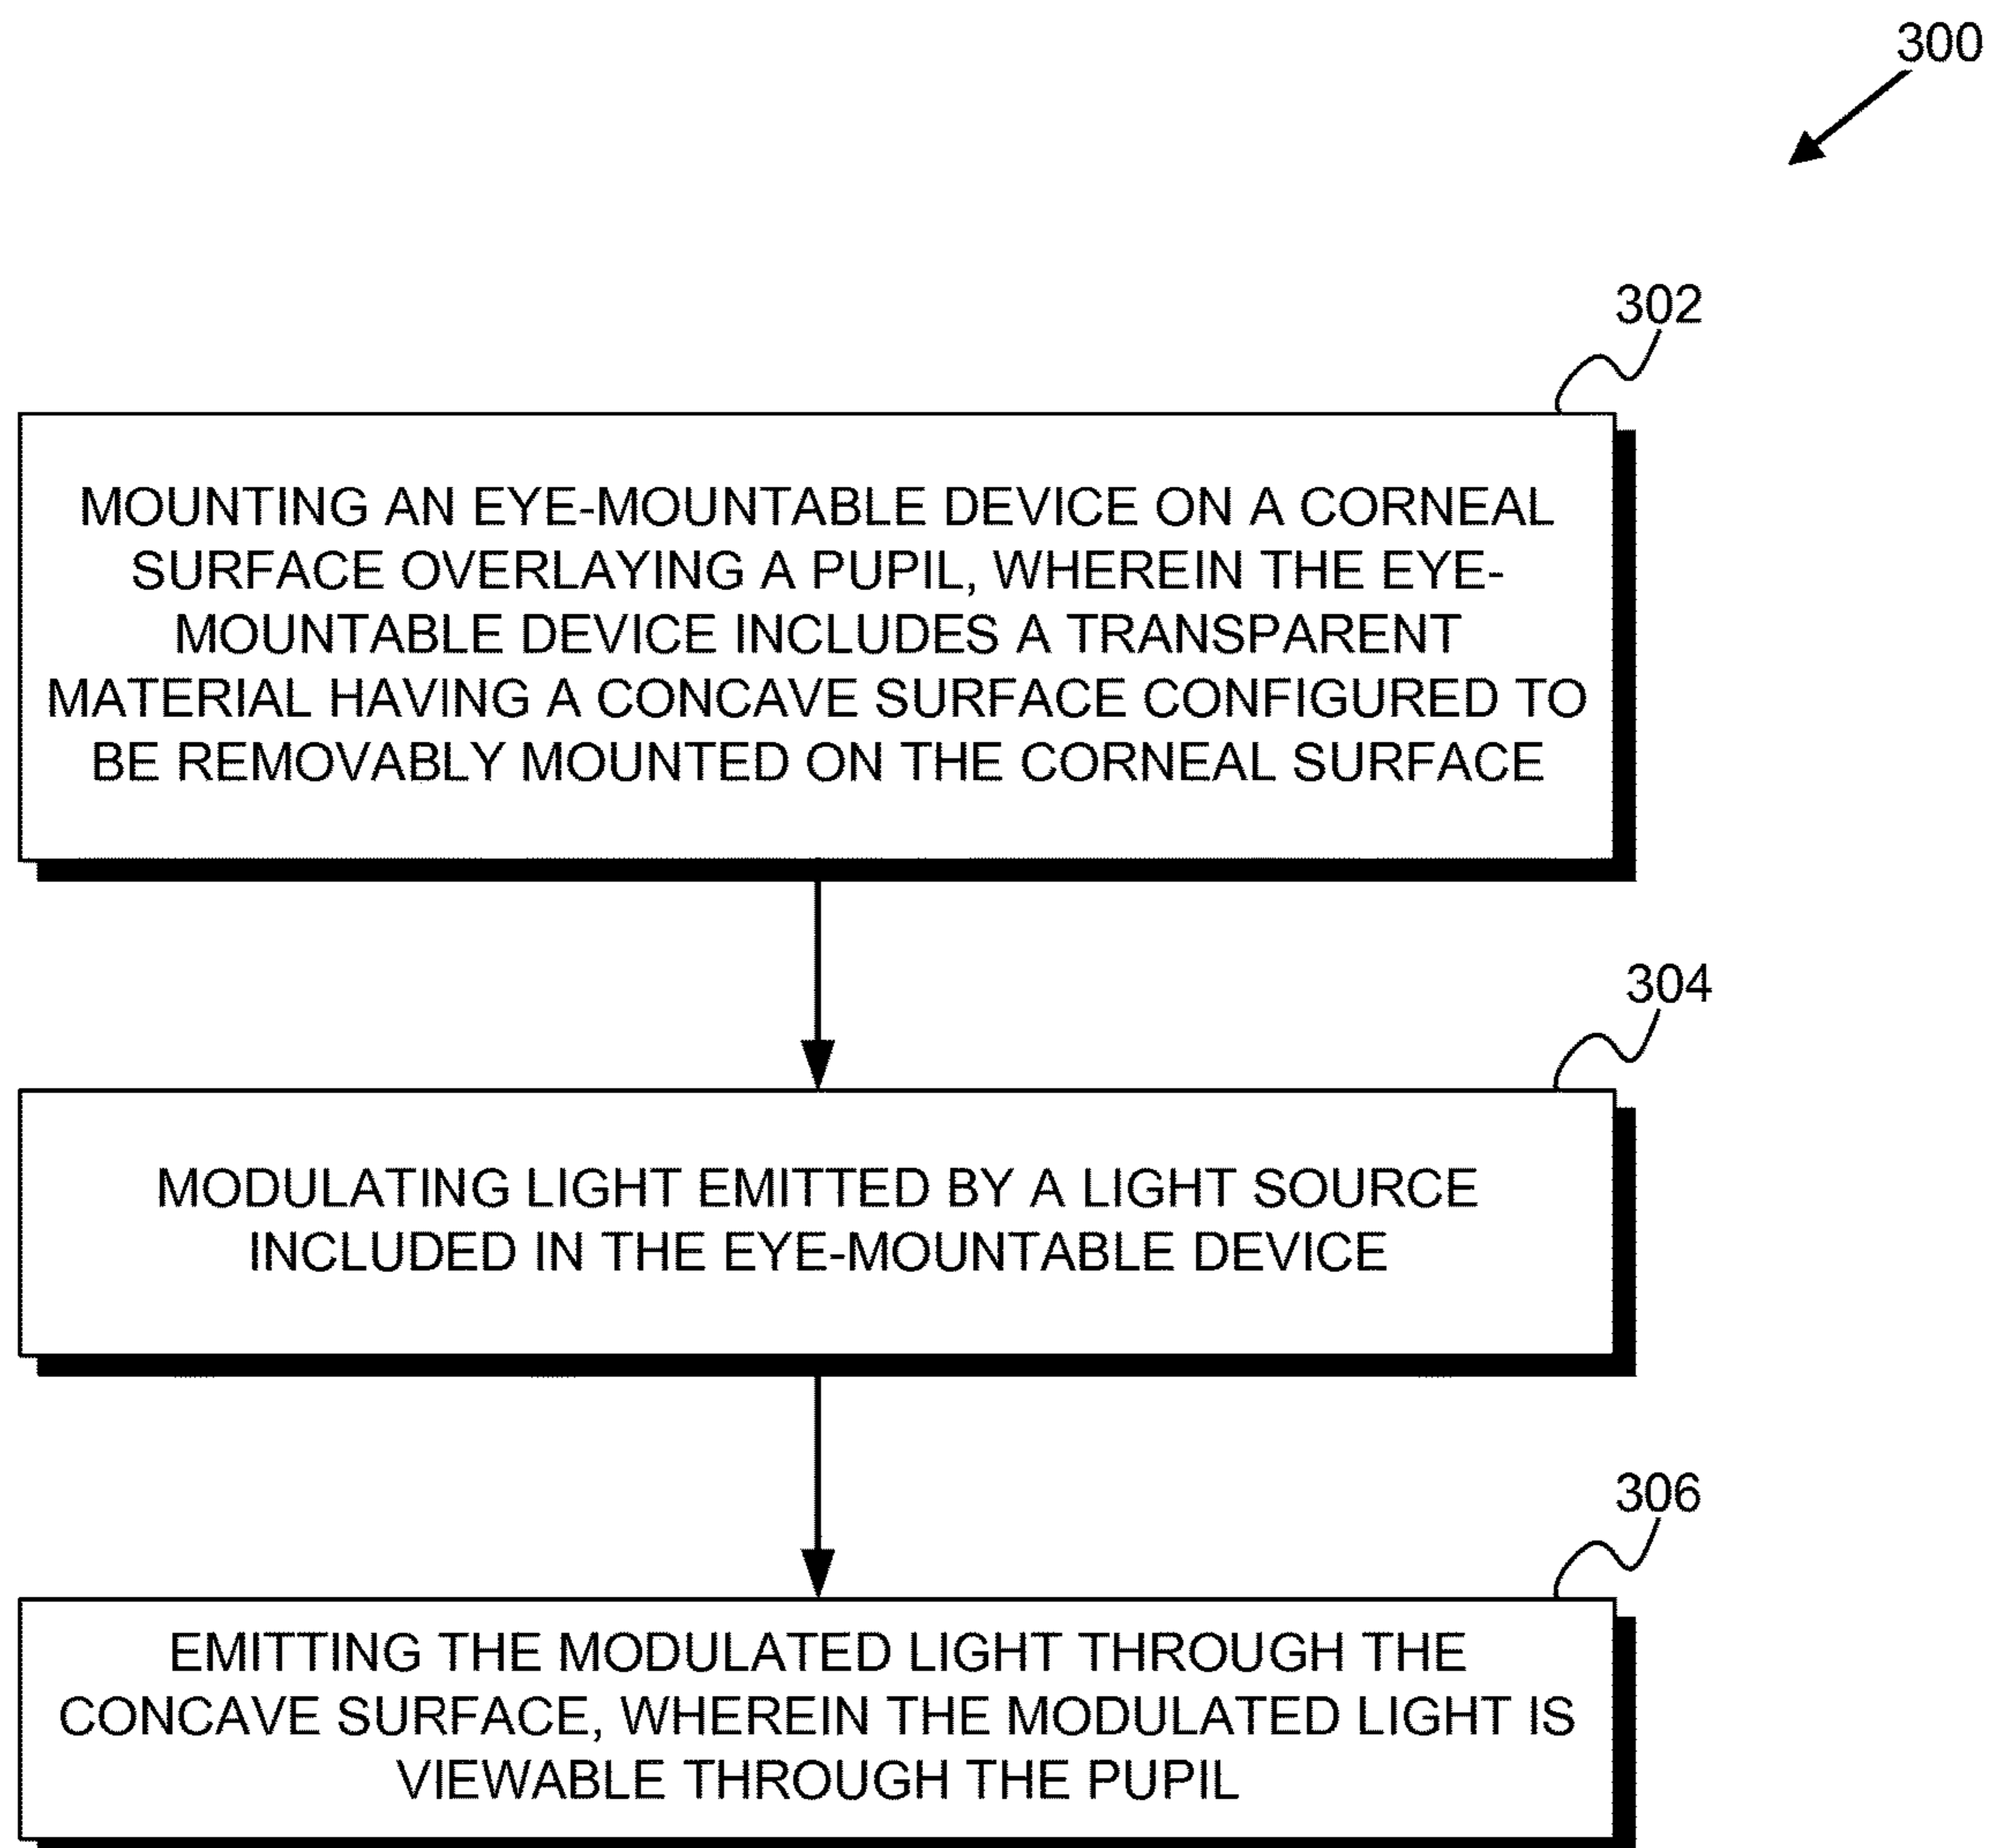 300
302
MOUNTING AN EYE-MOUNTABLE DEVICE ON A CORNEAL
SURFACE OVERLAYING A PUPIL, WHEREIN THE EYE-
MOUNTABLE DEVICE INCLUDES A TRANSPARENT
MATERIAL HAVING A CONCAVE SURFACE CONFIGURED TO
BE REMOVABLY MOUNTED ON THE CORNEAL SURFACE
304
MODULATING LIGHT EMITTED BY A LIGHT SOURCE
INCLUDED IN THE EYE-MOUNTABLE DEVICE
306
EMITTING THE MODULATED LIGHT THROUGH THE
CONCAVE SURFACE, WHEREIN THE MODULATED LIGHT IS
VIEWABLE THROUGH THE PUPIL